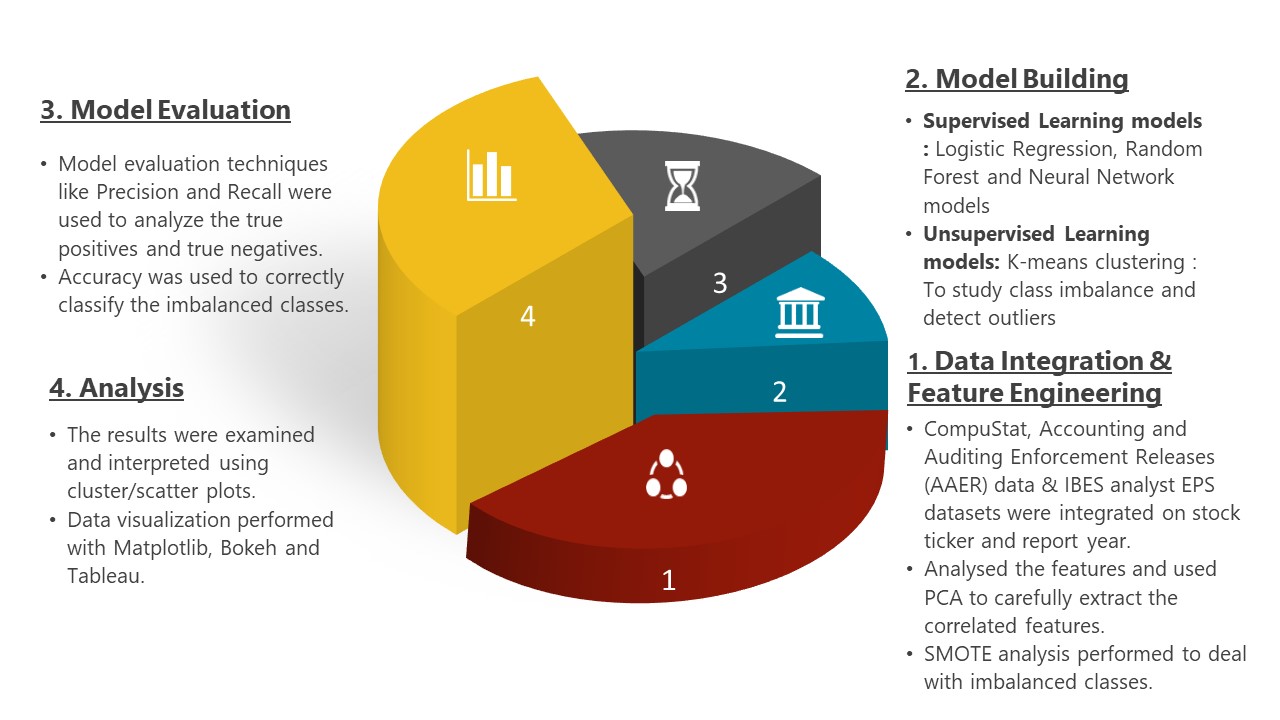 3. Model Evaluation
• Model evaluation techniques
like Precision and Recall were
used to analyze the true
positives and true negatives.
• Accuracy was used to correctly
classify the imbalanced classes.
4. Analysis
• The results were examined
and interpreted using
cluster/scatter plots.
• Data visualization performed
with Matplotlib, Bokeh and
Tableau.
4
3
2
1
2. Model Building
• Supervised Learning models
: Logistic Regression, Random
Forest and Neural Network
models
• Unsupervised Learning
models: K-means clustering :
To study class imbalance and
detect outliers
1. Data Integration &
Feature Engineering
• CompuStat, Accounting and
Auditing Enforcement Releases
(AAER) data & IBES analyst EPS
datasets were integrated on stock
ticker and report year.
• Analysed the features and used
PCA to carefully extract the
correlated features.
• SMOTE analysis performed to deal
with imbalanced classes.